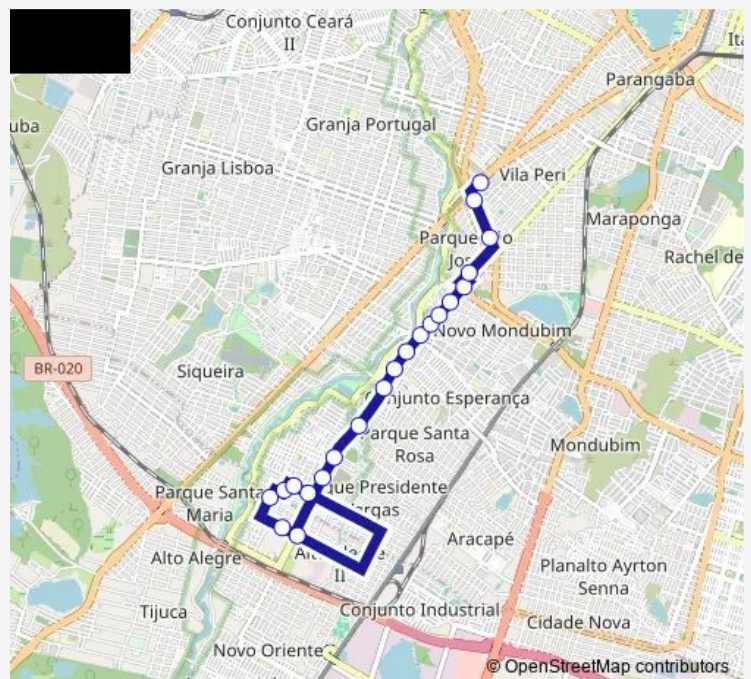 Conjunto Ceará
II
Parangaba
uba
Granja Portugal
Granja Lisboa
Vila Peri
Maraponga
Rachel de
Novo Mondubim
BR-020
Siqueira
Esperança
Parque Santa
Rosa
Mondubim
Parque Santa
Maria
Presidente
Aracapé
Alto Alegre
II
Planalto Ayrton
Senna
Conjunto Industrial
Tijuca
Cidade Nova
Novo Oriente
© OpenStreetMap contributors